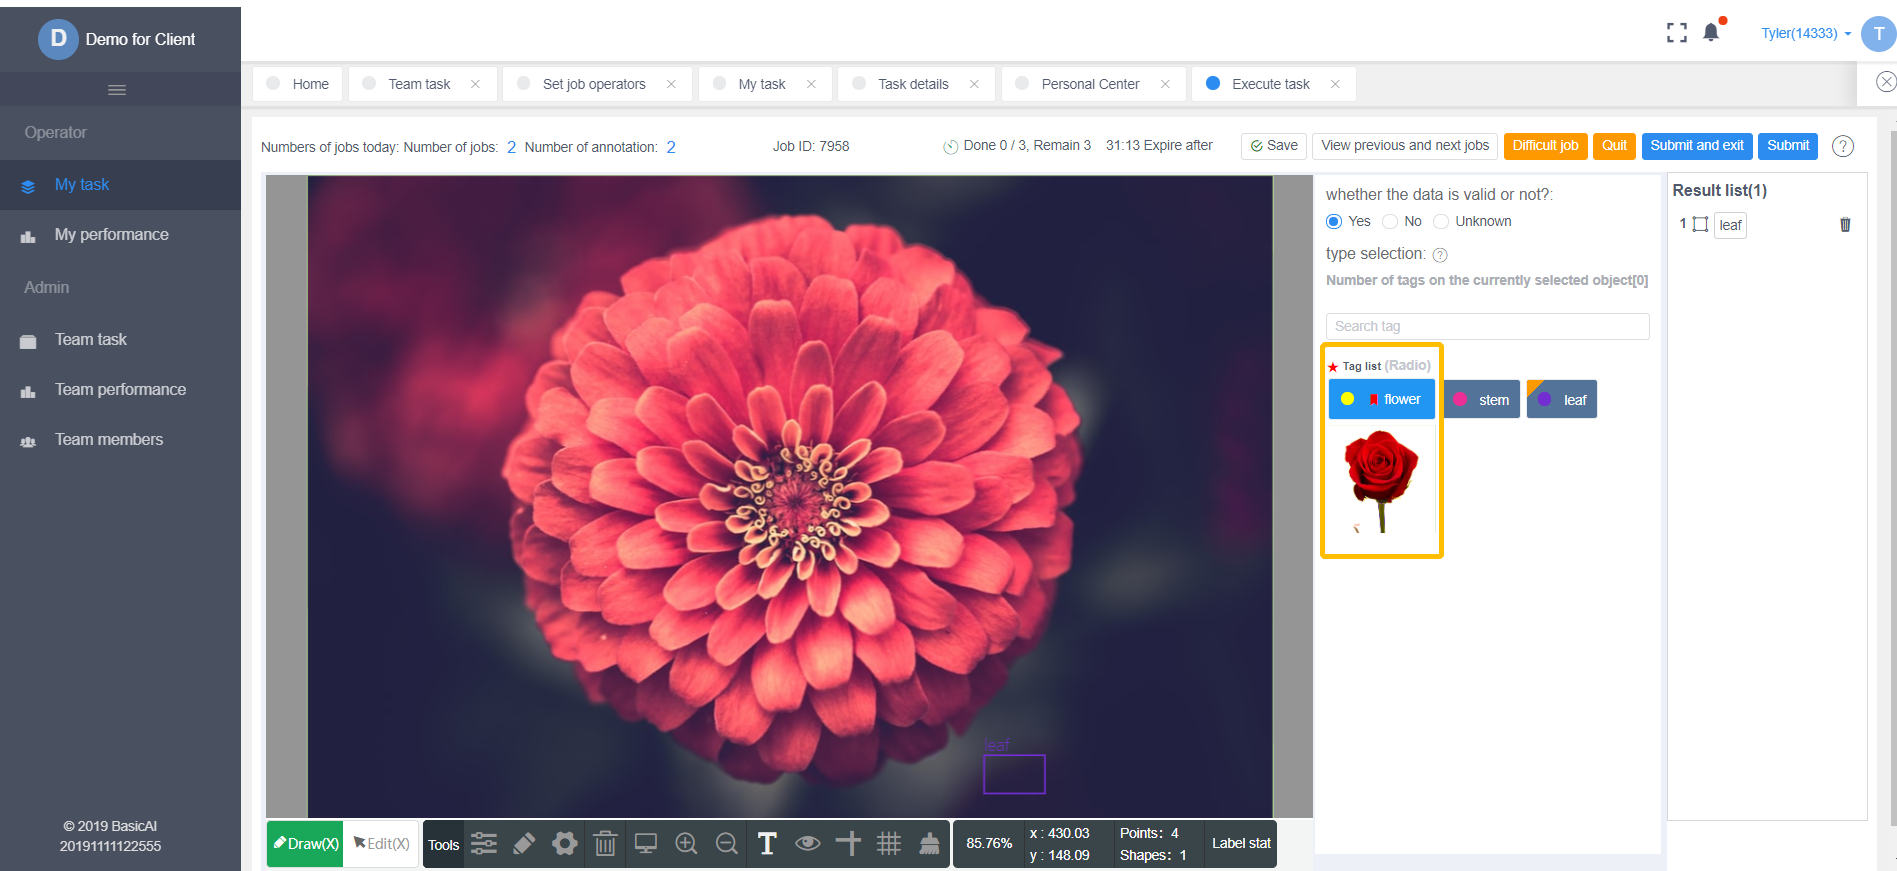 D Demo for Client
Tyler(14333)
T
Home
Team task
Set job operators
My task
Task details
Personal Center
Execute task
Operator
My task
My performance
Admin
Team task
Team performance
Team members
© 2019 BasicAI
20191111122555
Numbers of jobs today: Number of jobs: 2 Number of annotation: 2
Job ID: 7958
Done 0 / 3, Remain 3
31:13 Expire after
Save
View previous and next jobs
Difficult job
Quit
Submit and exit
Submit
?
leaf
whether the data is valid or not?:
Yes No Unknown
type selection: ?
Number of tags on the currently selected object[0]
Search tag
Tag list (Radio)
flower
stem
leaf
Result list(1)
1 leaf
Draw(X)
Edit(X)
Tools
T
85.76%
x : 430.03
y : 148.09
Points: 4
Shapes: 1
Label stat